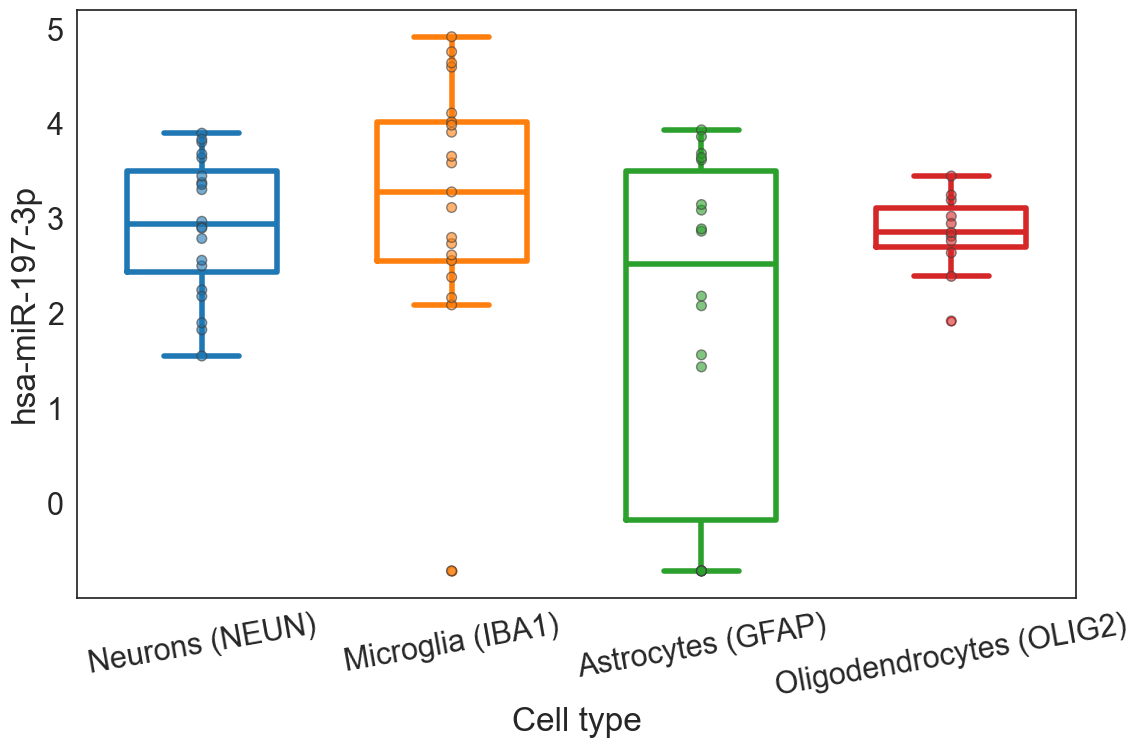 hsa-miR-197-3p
5
4
3
2
1
0
Neurons (NEUN)
Microglia (IBA1)
Astrocytes (GFAP)
Oligodendrocytes (OLIG2)
Cell type